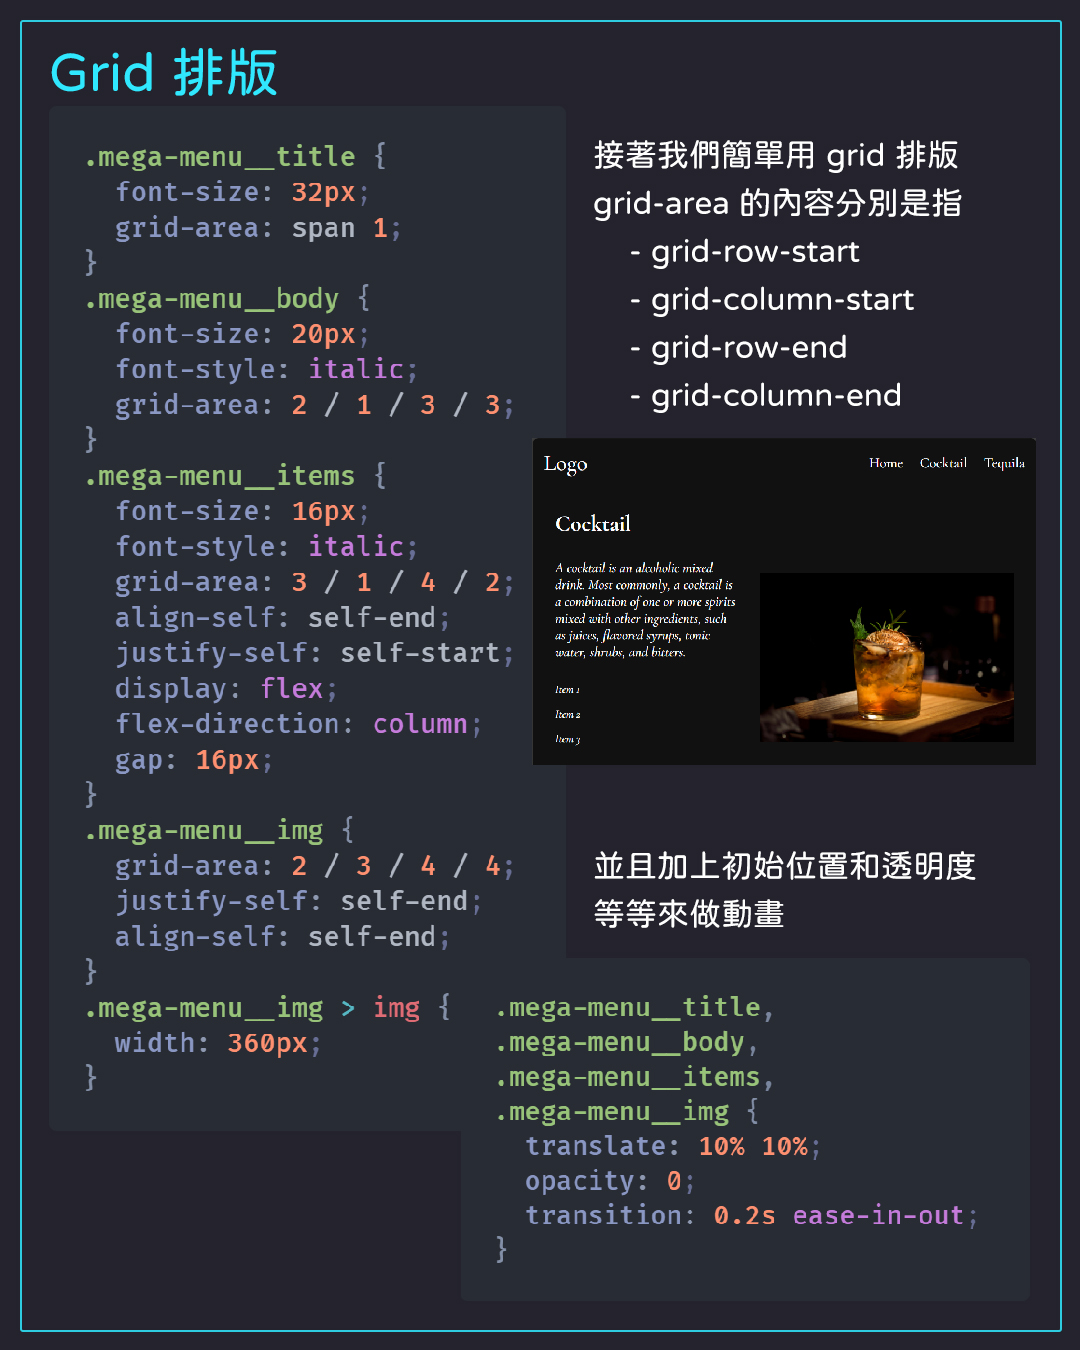 Grid 排版
.mega-menu__title {
font-size: 32px;
grid-area: span 1;
}
.mega-menu__body {
font-size: 20px;
font-style: italic;
grid-area: 2 / 1 / 3 / 3;
}
.mega-menu__items {
font-size: 16px;
font-style: italic;
grid-area: 3 / 1 / 4 / 2;
align-self: self-end;
justify-self: self-start;
display: flex;
flex-direction: column;
gap: 16px;
}
.mega-menu__img {
grid-area: 2 / 3 / 4 / 4;
justify-self: self-end;
align-self: self-end;
}
.mega-menu__img > img {
width: 360px;
}
接著我們簡單用 grid 排版
grid-area 的內容分別是指
- grid-row-start
- grid-column-start
- grid-row-end
- grid-column-end
Logo Home Cocktail Tequila
Cocktail
A cocktail is an alcoholic mixed
drink. Most commonly, a cocktail is
a combination of one or more spirits
mixed with other ingredients, such
as juices, flavored syrups, tonic
water, shrubs, and bitters.
Item 1
Item 2
Item 3
並且加上初始位置和透明度
等等來做動畫
.mega-menu__title,
.mega-menu__body,
.mega-menu__items,
.mega-menu__img {
translate: 10% 10%;
opacity: 0;
transition: 0.2s ease-in-out;
}